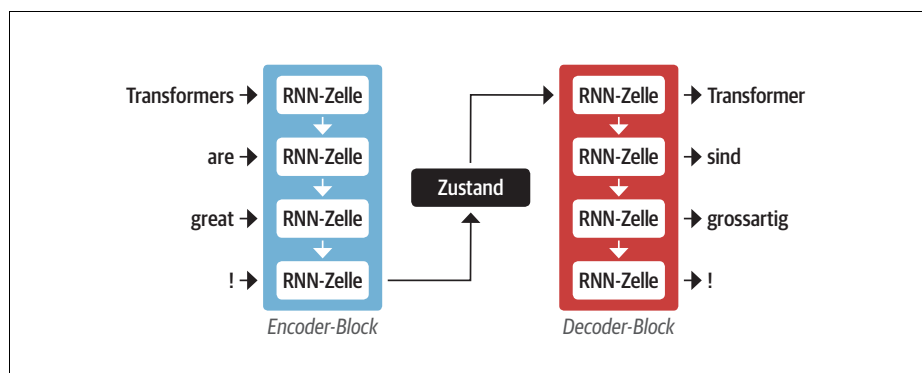 Transformers RNN-Zelle RNN-Zelle Transformer
are RNN-Zelle RNN-Zelle sind
Zustand
great RNN-Zelle RNN-Zelle grossartig
! RNN-Zelle RNN-Zelle !
Encoder-Block Decoder-Block